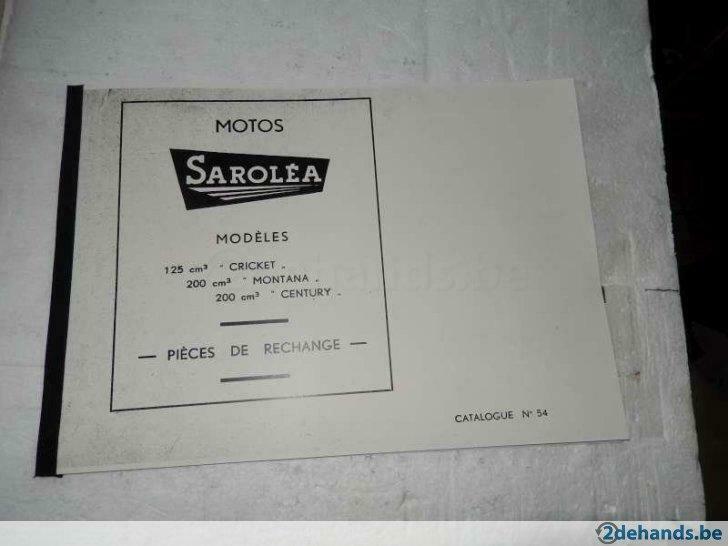 MOTOS
SAROLÉA
MODÈLES
125 cm³ " CRICKET „
200 cm³ " MONTANA „
200 cm³ " CENTURY „
— PIÈCES DE RECHANGE —
CATALOGUE N° 54
2dehands.be